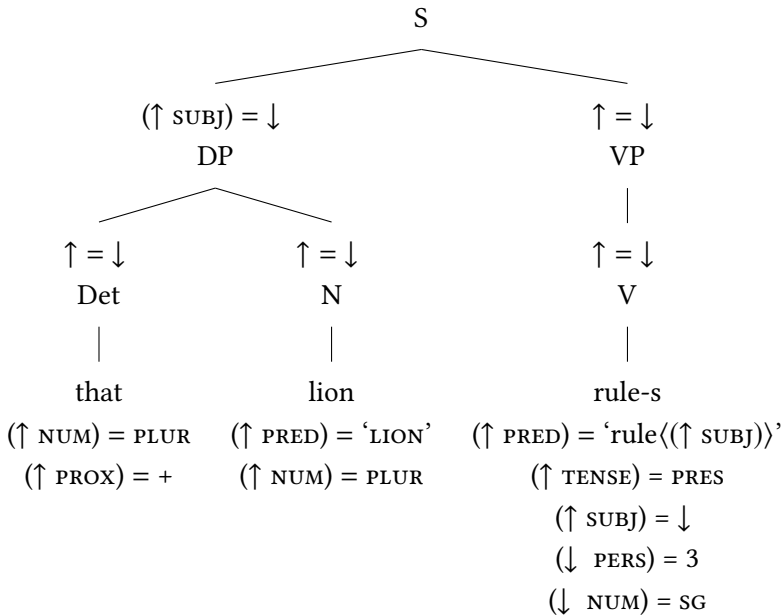 S
(↑ SUBJ) = ↓ ↑ = ↓
DP VP
↑ = ↓ ↑ = ↓ ↑ = ↓
Det N V
that lion rule-s
(↑ NUM) = PLUR (↑ PRED) = ‘LION’ (↑ PRED) = ‘rule⟨(↑ SUBJ)⟩’
(↑ PROX) = + (↑ NUM) = PLUR (↑ TENSE) = PRES
(↑ SUBJ) = ↓
(↓ PERS) = 3
(↓ NUM) = SG